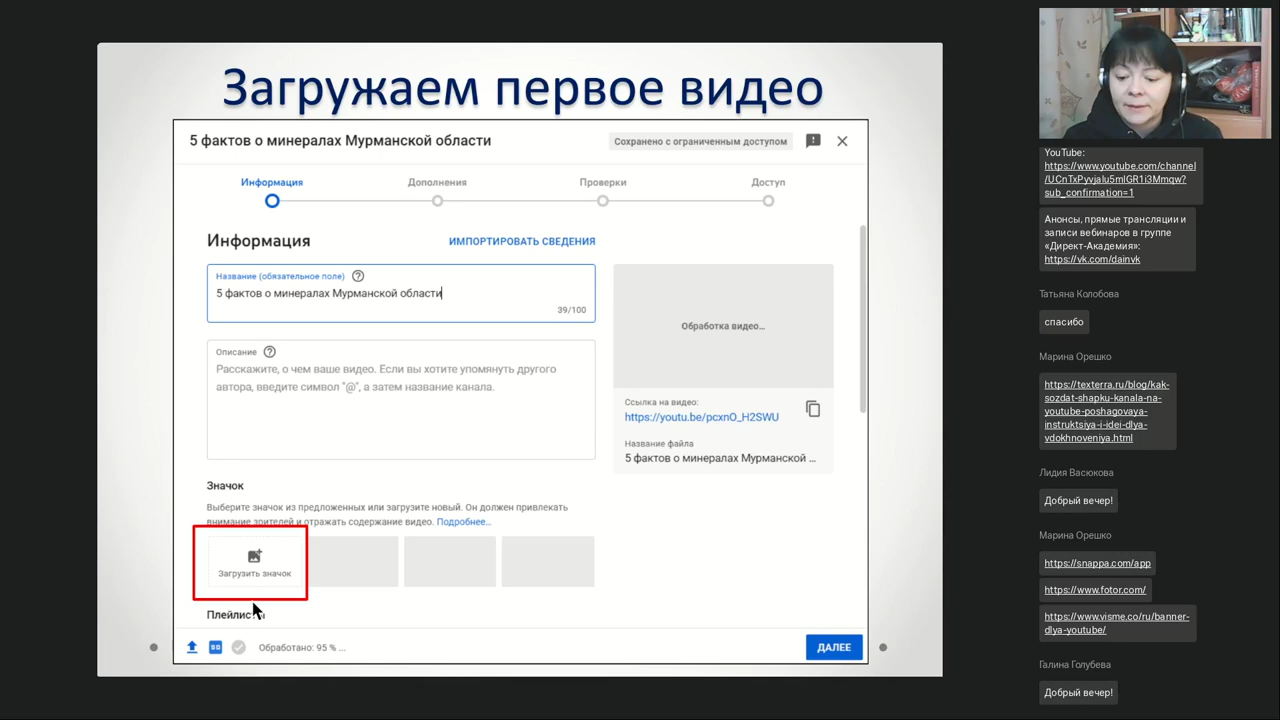 Загружаем первое видео
5 фактов о минералах Мурманской области
Сохранено с ограниченным доступом
Информация
Дополнения
Проверки
Доступ
Информация
ИМПОРТИРОВАТЬ СВЕДЕНИЯ
Название (обязательное поле)
5 фактов о минералах Мурманской области
39/100
Описание
Расскажите, о чем ваше видео. Если вы хотите упомянуть другого
автора, введите символ "@", а затем название канала.
Обработка видео...
Ссылка на видео:
https://youtu.be/pcxnO_H2SWU
Название файла
5 фактов о минералах Мурманской ...
Значок
Выберите значок из предложенных или загрузите новый. Он должен привлекать
внимание зрителей и отражать содержание видео. Подробнее...
Загрузить значок
SD
Обработано: 95 % ...
ДАЛЕЕ
YouTube:
https://www.youtube.com/channel
/UCnTxPyvjalu5mlGR1i3Mmqw?
sub_confirmation=1
Анонсы, прямые трансляции и
записи вебинаров в группе
«Директ-Академия»:
https://vk.com/dainvk
Татьяна Колобова
спасибо
Марина Орешко
https://texterra.ru/blog/kak-
sozdat-shapku-kanala-na-
youtube-poshagovaya-
instruktsiya-i-idei-dlya-
vdokhnoveniya.html
Лидия Васюкова
Добрый вечер!
Марина Орешко
https://snappa.com/app
https://www.fotor.com/
https://www.visme.co/ru/banner-
dlya-youtube/
Галина Голубева
Добрый вечер!